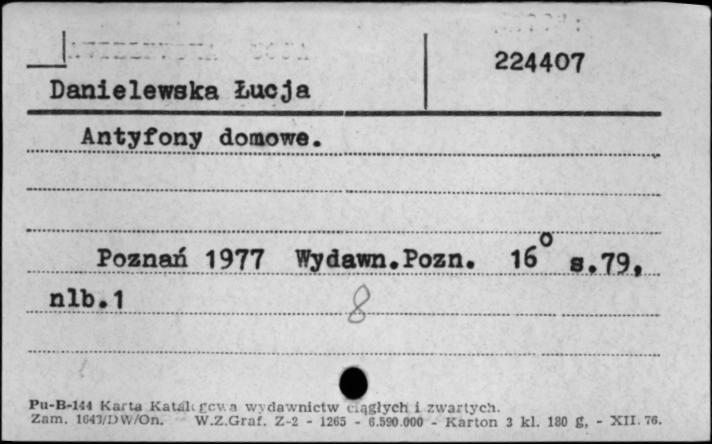 224407
Danielewska Łucja
Antyfony domowe.
Poznań 1977 Wydawn.Pozn. 16° s.79,
nlb.1
8
Pu-B-144 Karta Katalogowa wydawnictw ciągłych i zwartych.
Zam. 1643/DW/On. W.Z.Graf. Z-2 - 1265 - 6.590.000 - Karton 3 kl. 180 g, - XII. 76.